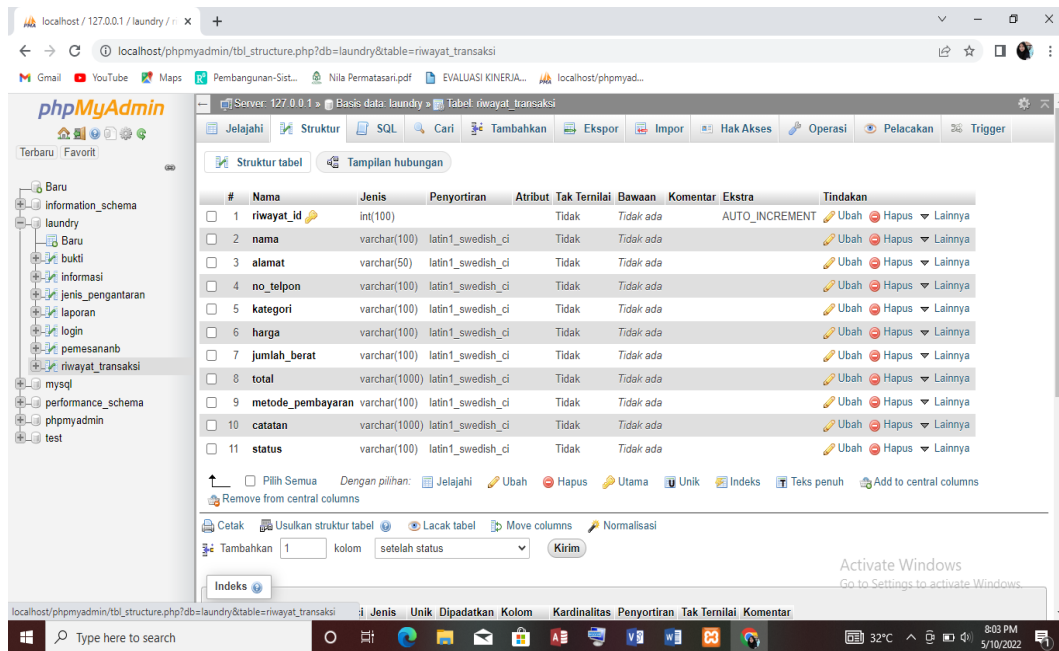 localhost / 127.0.0.1 / laundry / ri
localhost/phpmyadmin/tbl_structure.php?db=laundry&table=riwayat_transaksi
Gmail YouTube Maps Pembangunan-Sist... Nila Permatasari.pdf EVALUASI KINERJA... localhost/phpmyad...
phpMyAdmin
Terbaru Favorit
Baru
information_schema
laundry
Baru
bukti
informasi
jenis_pengantaran
laporan
login
pemesananb
riwayat_transaksi
mysql
performance_schema
phpmyadmin
test
Server: 127.0.0.1 » Basis data: laundry » Tabel: riwayat_transaksi
Jelajahi Struktur SQL Cari Tambahkan Ekspor Impor Hak Akses Operasi Pelacakan Trigger
Struktur tabel Tampilan hubungan
# Nama Jenis Penyortiran Atribut Tak Ternilai Bawaan Komentar Ekstra Tindakan
1 riwayat_id int(100) Tidak Tidak ada AUTO_INCREMENT Ubah Hapus Lainnya
2 nama varchar(100) latin1_swedish_ci Tidak Tidak ada Ubah Hapus Lainnya
3 alamat varchar(50) latin1_swedish_ci Tidak Tidak ada Ubah Hapus Lainnya
4 no_telpon varchar(100) latin1_swedish_ci Tidak Tidak ada Ubah Hapus Lainnya
5 kategori varchar(100) latin1_swedish_ci Tidak Tidak ada Ubah Hapus Lainnya
6 harga varchar(100) latin1_swedish_ci Tidak Tidak ada Ubah Hapus Lainnya
7 jumlah_berat varchar(100) latin1_swedish_ci Tidak Tidak ada Ubah Hapus Lainnya
8 total varchar(1000) latin1_swedish_ci Tidak Tidak ada Ubah Hapus Lainnya
9 metode_pembayaran varchar(100) latin1_swedish_ci Tidak Tidak ada Ubah Hapus Lainnya
10 catatan varchar(1000) latin1_swedish_ci Tidak Tidak ada Ubah Hapus Lainnya
11 status varchar(100) latin1_swedish_ci Tidak Tidak ada Ubah Hapus Lainnya
Pilih Semua Dengan pilihan: Jelajahi Ubah Hapus Utama Unik Indeks Teks penuh Add to central columns
Remove from central columns
Cetak Usulkan struktur tabel Lacak tabel Move columns Normalisasi
Tambahkan 1 kolom setelah status Kirim
Activate Windows
Go to Settings to activate Windows.
Indeks
localhost/phpmyadmin/tbl_structure.php?db=laundry&table=riwayat_transaksi
Jenis Unik Dipadatkan Kolom Kardinalitas Penyortiran Tak Ternilai Komentar
Type here to search
32°C
8:03 PM
5/10/2022